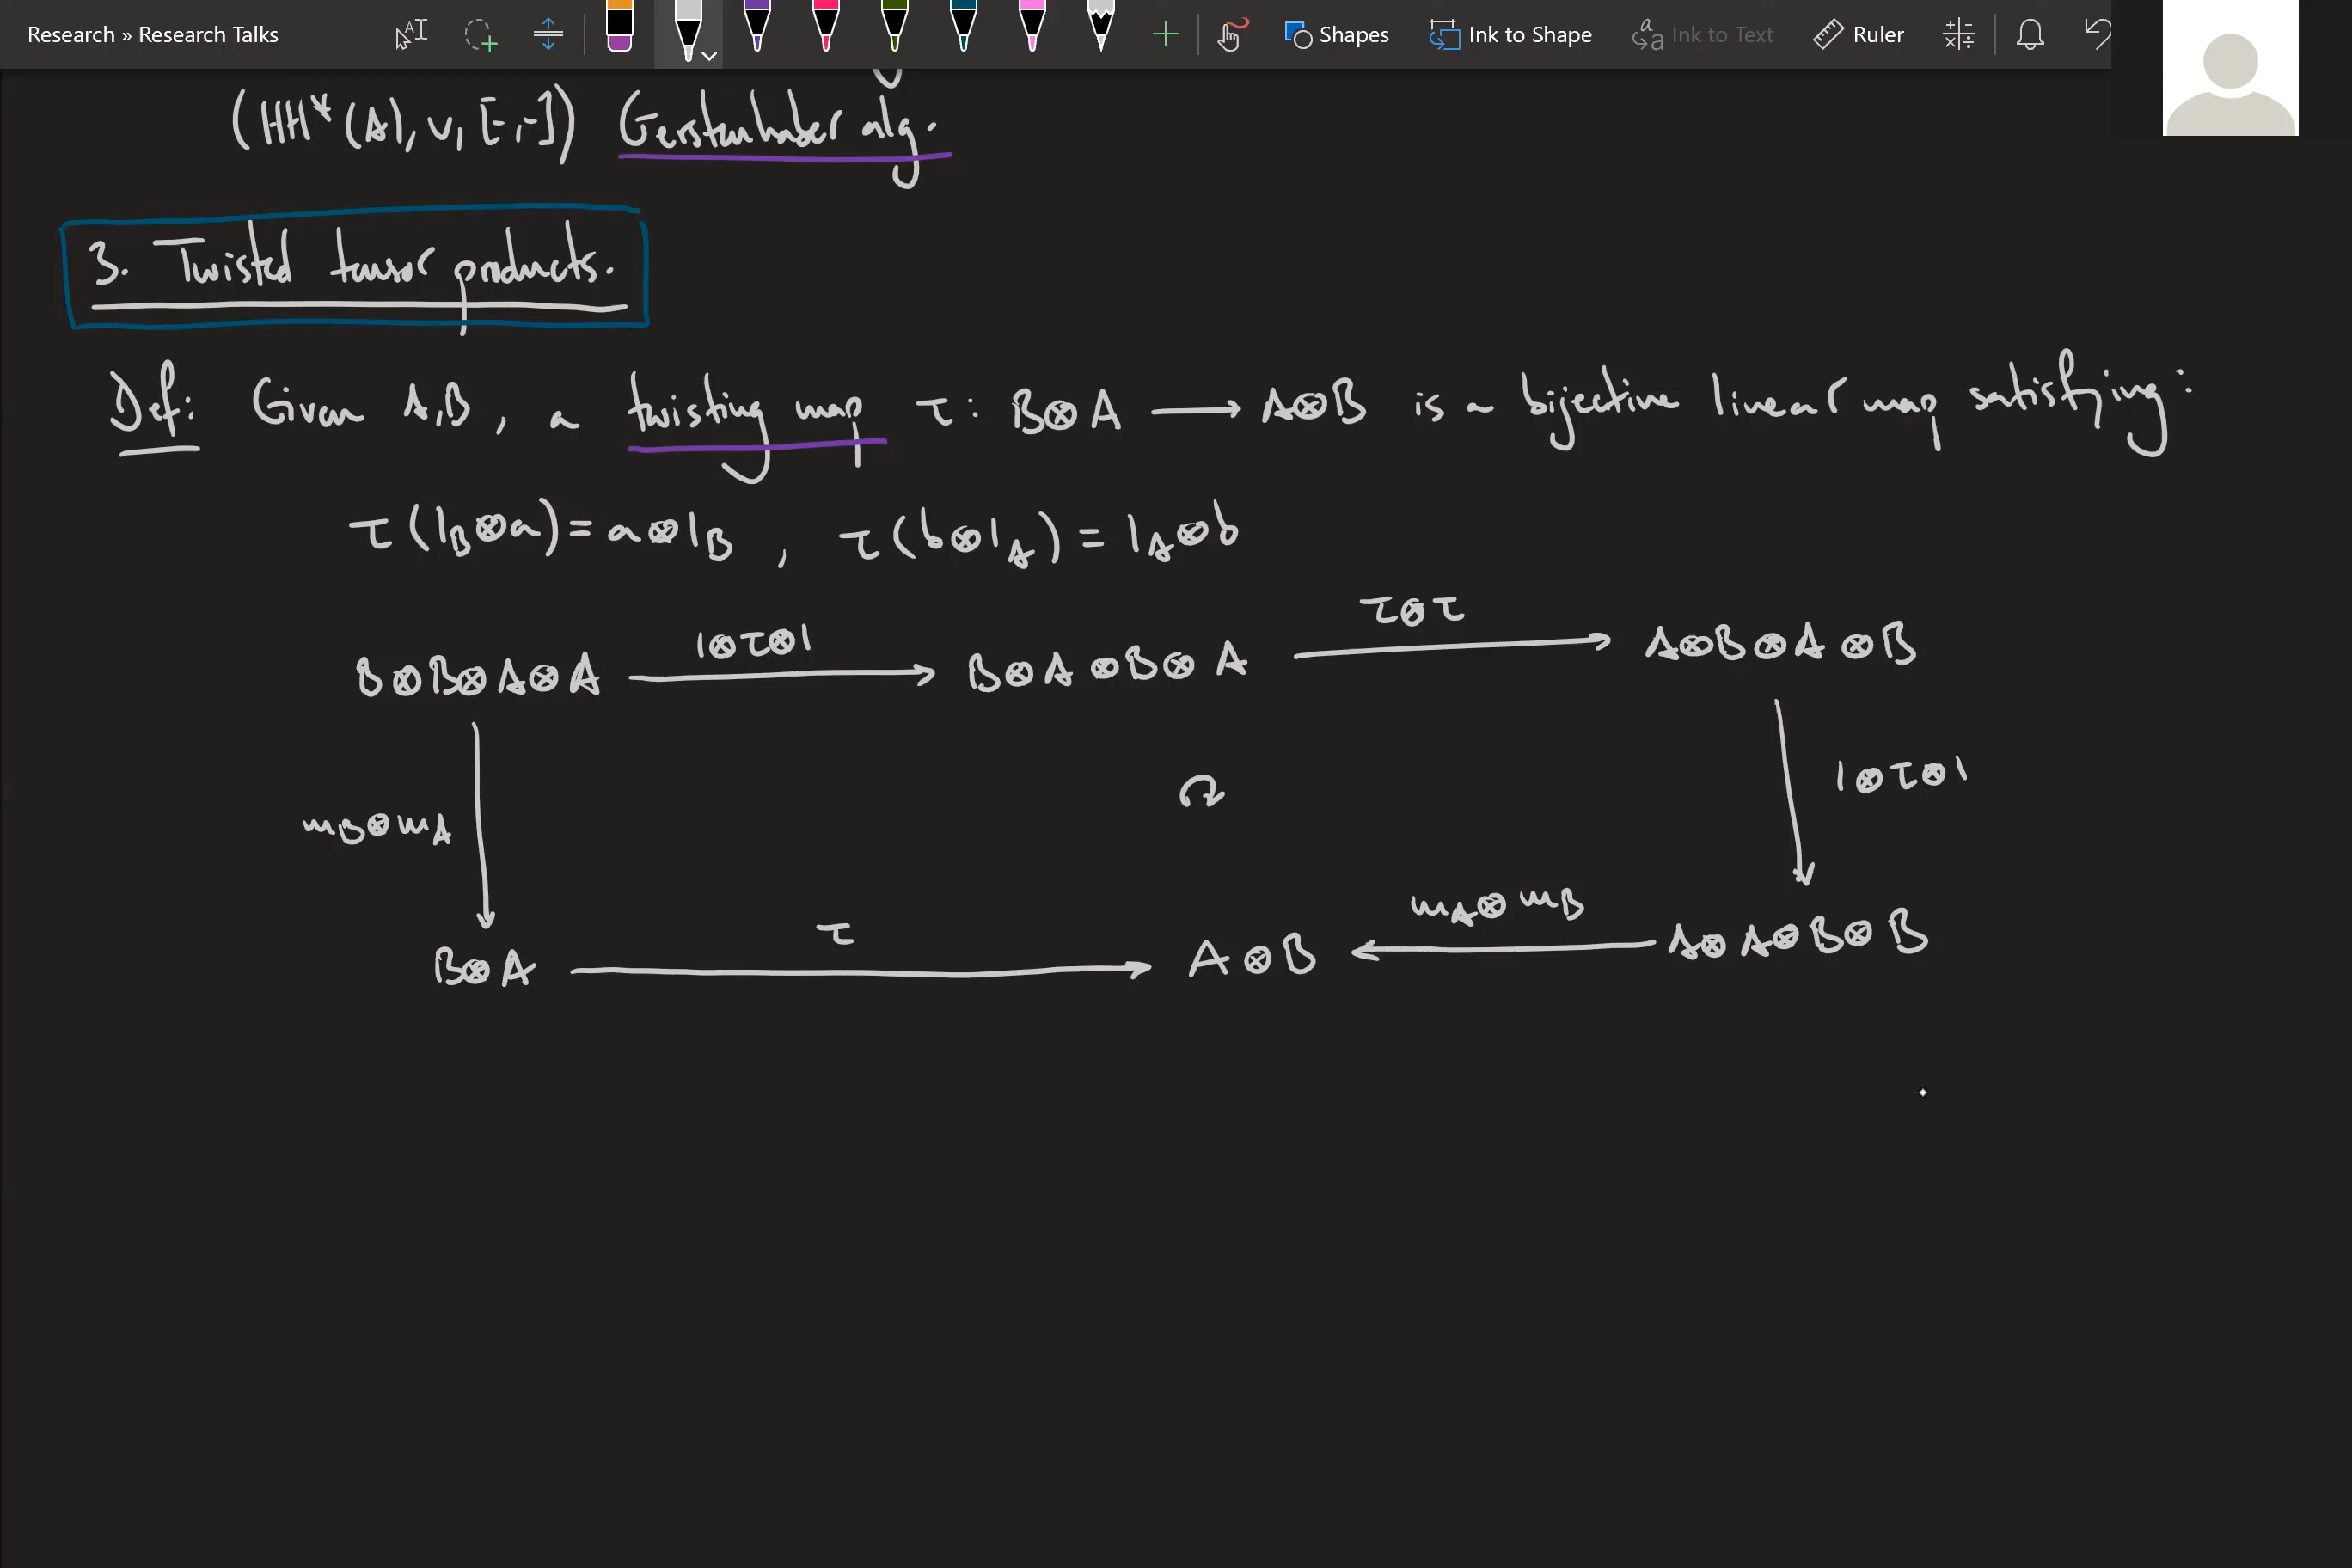 Research » Research Talks
Shapes
Ink to Shape
Ink to Text
Ruler
(HH*(A), ∪, [-,-]) Gerstenhaber alg.
3. Twisted tensor products.
Def: Given A, B, a twisting map τ: B⊗A → A⊗B is a bijective linear map satisfying:
τ(1_B⊗a) = a⊗1_B, τ(b⊗1_A) = 1_A⊗b
1⊗τ⊗1 τ⊗τ
B⊗B⊗A⊗A → B⊗A⊗B⊗A → A⊗B⊗A⊗B
m_B⊗m_A 1⊗τ⊗1
τ m_A⊗m_B
B⊗A → A⊗B ← A⊗A⊗B⊗B